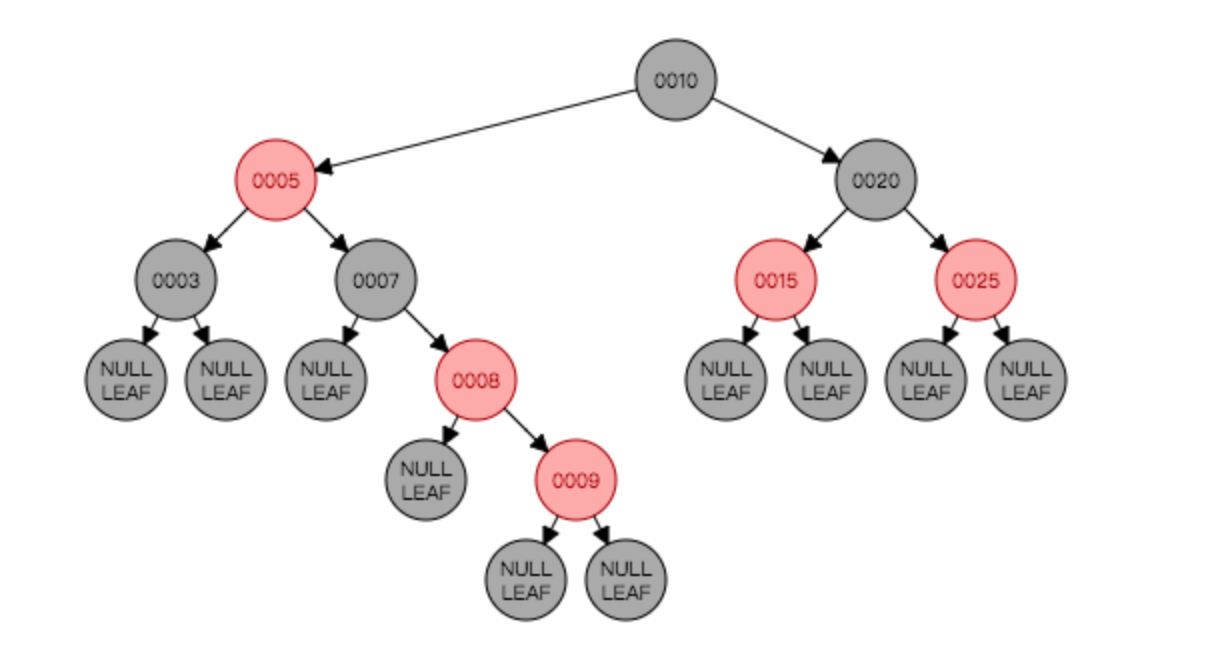 0010
0005
0020
0003
0007
0015
0025
NULL
LEAF
NULL
LEAF
NULL
LEAF
0008
NULL
LEAF
NULL
LEAF
NULL
LEAF
NULL
LEAF
NULL
LEAF
0009
NULL
LEAF
NULL
LEAF